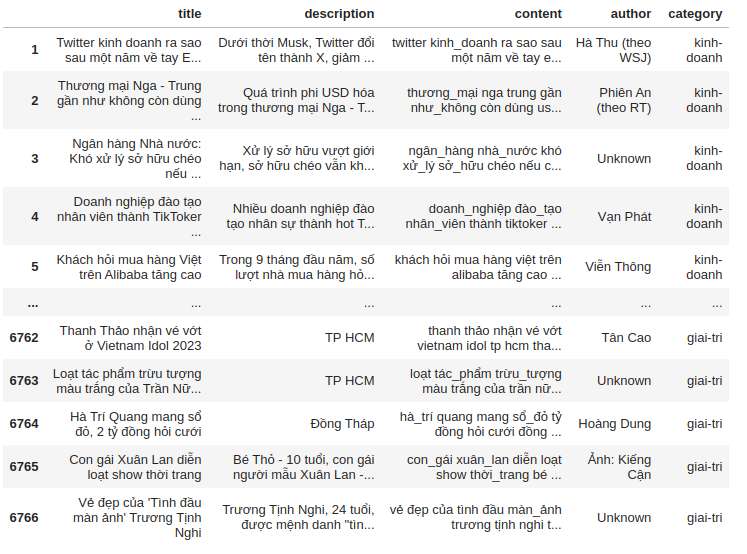 title description content author category
1 Twitter kinh doanh ra sao sau một năm về tay E... Dưới thời Musk, Twitter đổi tên thành X, giảm ... twitter kinh_doanh ra sao sau một năm về tay e... Hà Thu (theo WSJ) kinh-doanh
2 Thương mại Nga - Trung gần như không còn dùng ... Quá trình phi USD hóa trong thương mại Nga - T... thương_mại nga trung gần như_không còn dùng us... Phiên An (theo RT) kinh-doanh
3 Ngân hàng Nhà nước: Khó xử lý sở hữu chéo nếu ... Xử lý sở hữu vượt giới hạn, sở hữu chéo vẫn kh... ngân_hàng nhà_nước khó xử_lý sở_hữu chéo nếu c... Unknown kinh-doanh
4 Doanh nghiệp đào tạo nhân viên thành TikToker ... Nhiều doanh nghiệp đào tạo nhân sự thành hot T... doanh_nghiệp đào_tạo nhân_viên thành tiktoker ... Vạn Phát kinh-doanh
5 Khách hỏi mua hàng Việt trên Alibaba tăng cao Trong 9 tháng đầu năm, số lượt nhà mua hàng hỏ... khách hỏi mua hàng việt trên alibaba tăng cao ... Viễn Thông kinh-doanh
... ... ... ... ... ...
6762 Thanh Thảo nhận vé vớt ở Vietnam Idol 2023 TP HCM thanh thảo nhận vé vớt vietnam idol tp hcm tha... Tân Cao giai-tri
6763 Loạt tác phẩm trừu tượng màu trắng của Trần Nữ... TP HCM loạt tác_phẩm trừu_tượng màu trắng của trần nữ... Unknown giai-tri
6764 Hà Trí Quang mang sổ đỏ, 2 tỷ đồng hỏi cưới Đồng Tháp hà_trí quang mang sổ_đỏ tỷ đồng hỏi cưới đồng ... Hoàng Dung giai-tri
6765 Con gái Xuân Lan diễn loạt show thời trang Bé Thỏ - 10 tuổi, con gái người mẫu Xuân Lan -... con_gái xuân_lan diễn loạt show thời_trang bé ... Ảnh: Kiếng Cận giai-tri
6766 Vẻ đẹp của 'Tình đầu màn ảnh' Trương Tịnh Nghi Trương Tịnh Nghi, 24 tuổi, được mệnh danh "tìn... vẻ đẹp của tình đầu màn_ảnh trương tịnh nghi t... Unknown giai-tri